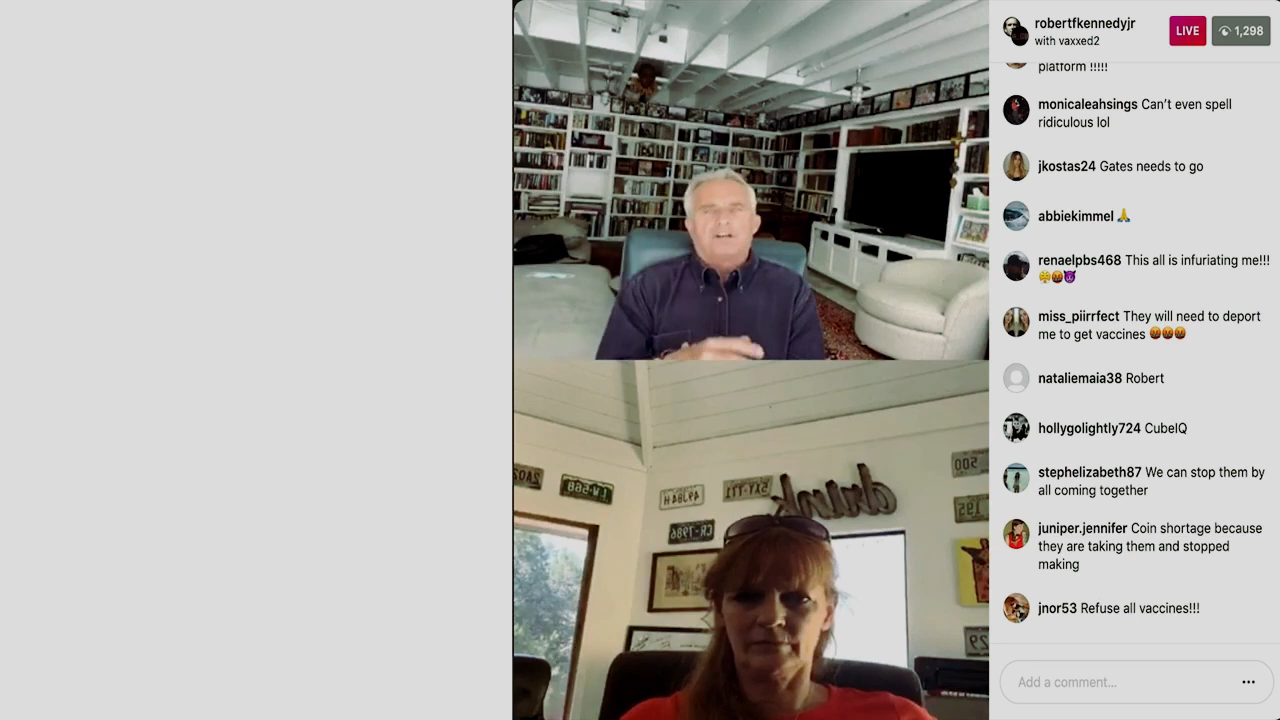 robertfkennedyjr
with vaxxed2
LIVE
1,298
platform !!!!!
monicaleahsings Can't even spell
ridiculous lol
jkostas24 Gates needs to go
abbiekimmel 🙏
renaelpbs468 This all is infuriating me!!!
😤🤬😈
miss_piirrfect They will need to deport
me to get vaccines 🤬🤬🤬
nataliemaia38 Robert
hollygolightly724 CubeIQ
stephelizabeth87 We can stop them by
all coming together
juniper.jennifer Coin shortage because
they are taking them and stopped
making
jnor53 Refuse all vaccines!!!
Add a comment...
drink
CR-7986